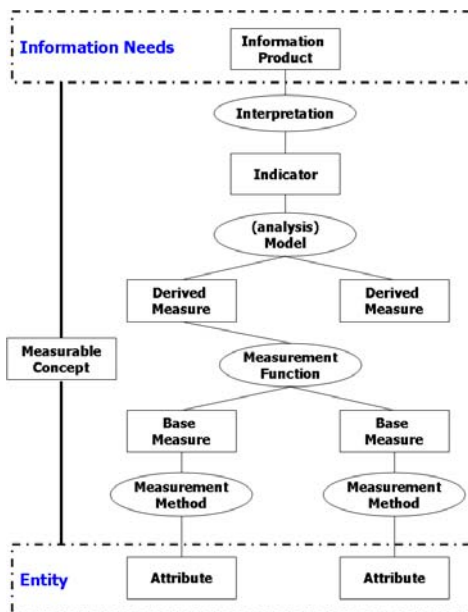 Information Needs
Information
Product
Interpretation
Indicator
(analysis)
Model
Derived
Measure
Derived
Measure
Measurable
Concept
Measurement
Function
Base
Measure
Base
Measure
Measurement
Method
Measurement
Method
Entity
Attribute
Attribute